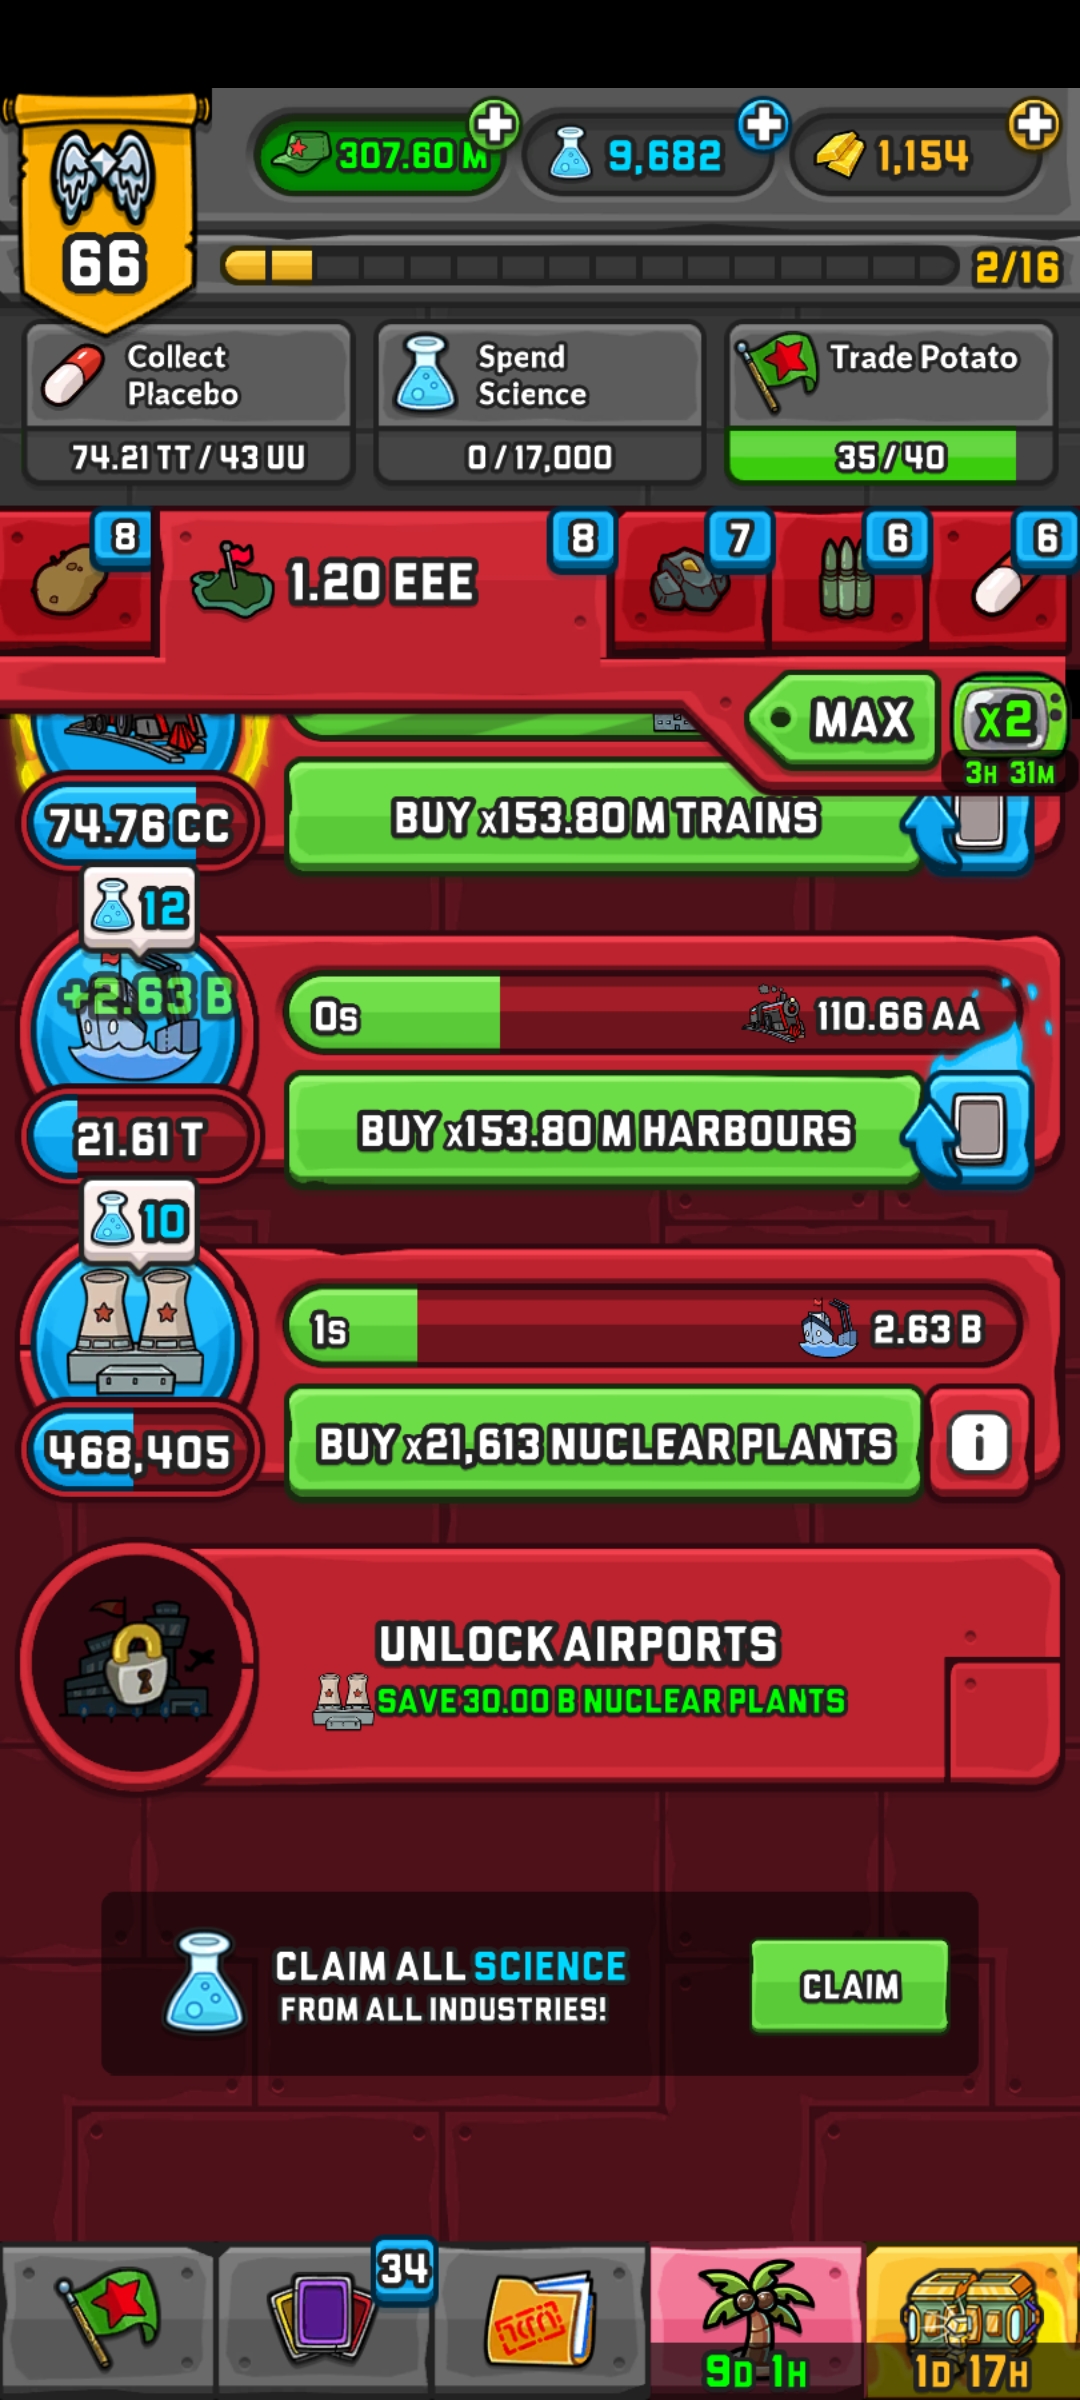 307.60 M
9,682
1,154
66
2/16
Collect
Placebo
74.21 TT / 43 UU
Spend
Science
0 / 17,000
Trade Potato
35 / 40
8
1.20 EEE
8
7
6
6
MAX
x2
3H 31M
74.76 CC
BUY x153.80 M TRAINS
12
+2.63 B
0s
110.66 AA
21.61 T
BUY x153.80 M HARBOURS
10
1s
2.63 B
468,405
BUY x21,613 NUCLEAR PLANTS
i
UNLOCK AIRPORTS
SAVE 30.00 B NUCLEAR PLANTS
CLAIM ALL SCIENCE
FROM ALL INDUSTRIES!
CLAIM
34
9D 1H
1D 17H